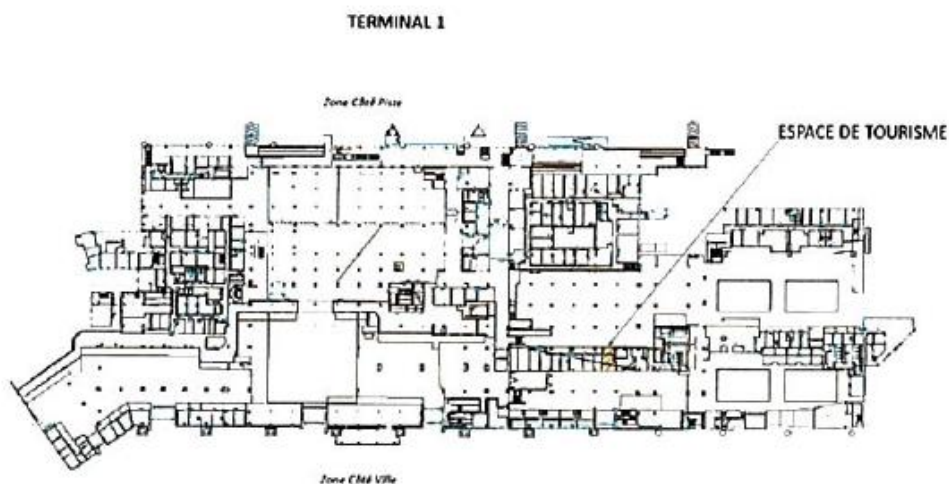 TERMINAL 1
Zone Côté Piste
ESPACE DE TOURISME
Zone Côté Ville